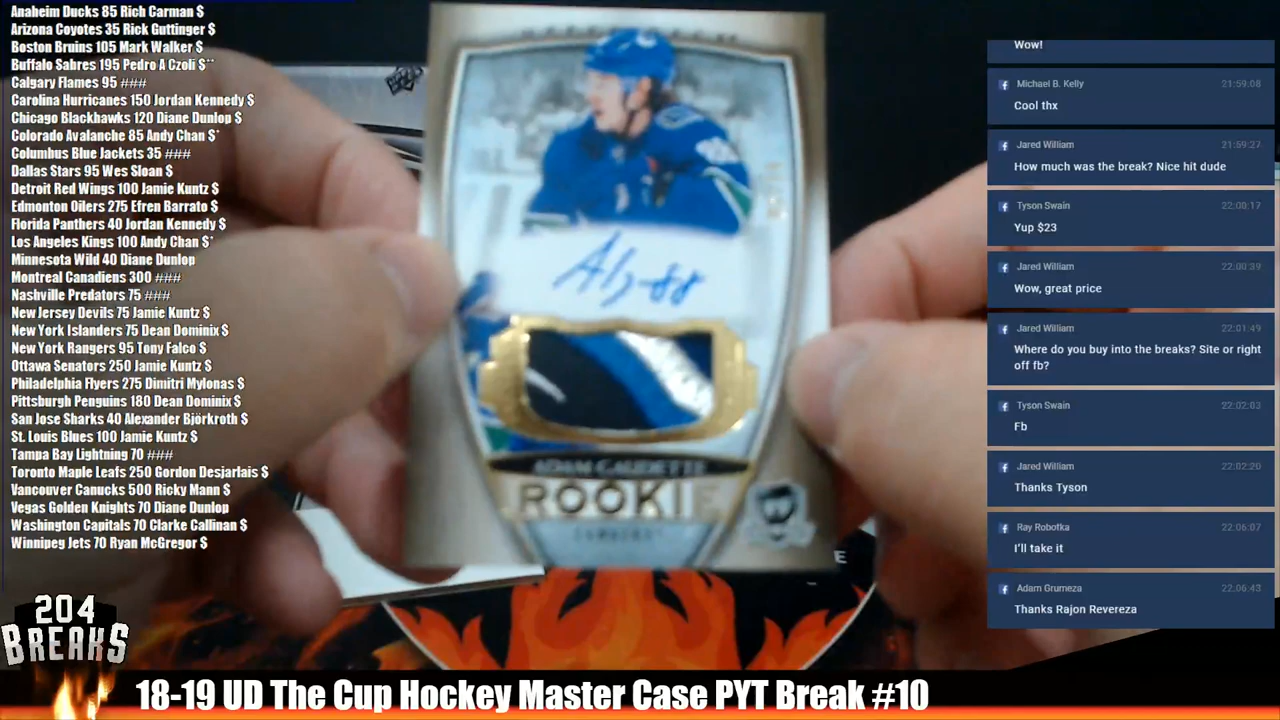 Anaheim Ducks 85 Rich Carman $
Arizona Coyotes 35 Rick Guttinger $
Boston Bruins 105 Mark Walker $
Buffalo Sabres 195 Pedro A Czoli $**
Calgary Flames 95 ###
Carolina Hurricanes 150 Jordan Kennedy $
Chicago Blackhawks 120 Diane Dunlop $
Colorado Avalanche 85 Andy Chan $*
Columbus Blue Jackets 35 ###
Dallas Stars 95 Wes Sloan $
Detroit Red Wings 100 Jamie Kuntz $
Edmonton Oilers 275 Efren Barrato $
Florida Panthers 40 Jordan Kennedy $
Los Angeles Kings 100 Andy Chan $*
Minnesota Wild 40 Diane Dunlop
Montreal Canadiens 300 ###
Nashville Predators 75 ###
New Jersey Devils 75 Jamie Kuntz $
New York Islanders 75 Dean Dominix $
New York Rangers 95 Tony Falco $
Ottawa Senators 250 Jamie Kuntz $
Philadelphia Flyers 275 Dimitri Mylonas $
Pittsburgh Penguins 180 Dean Dominix $
San Jose Sharks 40 Alexander Björkroth $
St. Louis Blues 100 Jamie Kuntz $
Tampa Bay Lightning 70 ###
Toronto Maple Leafs 250 Gordon Desjarlais $
Vancouver Canucks 500 Ricky Mann $
Vegas Golden Knights 70 Diane Dunlop
Washington Capitals 70 Clarke Callinan $
Winnipeg Jets 70 Ryan McGregor $
204
BREAKS
ADAM GAUDETTE
ROOKIE
Wow!
Michael B. Kelly 21:59:08
Cool thx
Jared William 21:59:27
How much was the break? Nice hit dude
Tyson Swain 22:00:17
Yup $23
Jared William 22:00:39
Wow, great price
Jared William 22:01:49
Where do you buy into the breaks? Site or right
off fb?
Tyson Swain 22:02:03
Fb
Jared William 22:02:20
Thanks Tyson
Ray Robotka 22:06:07
I'll take it
Adam Grumeza 22:06:43
Thanks Rajon Revereza
18-19 UD The Cup Hockey Master Case PYT Break #10